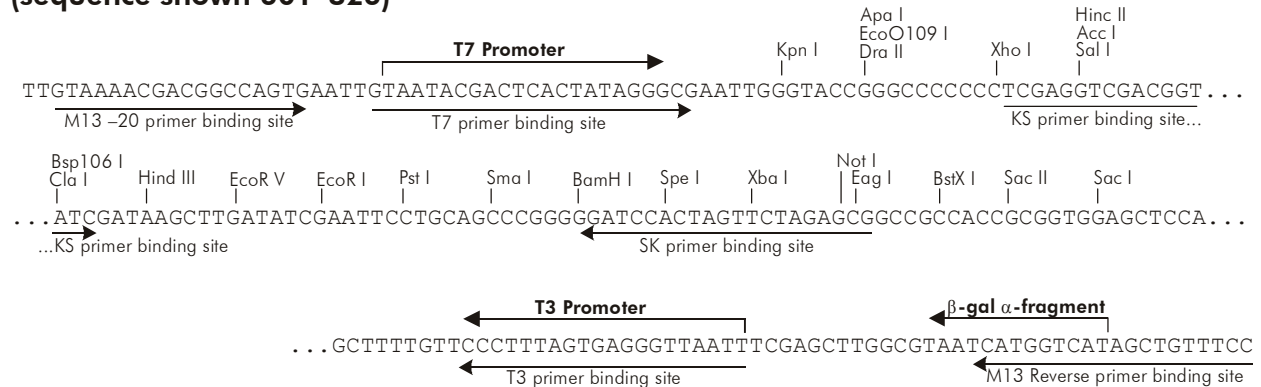 (sequence shown 601–826)
Apa I
Hinc II
EcoO109 I
Acc I
T7 Promoter
Kpn I
Dra II
Xho I
Sal I
TTGTAAAACGACGGCCAGTGAATTGTAATACGACTCACTATAGGGCGAATTGGGTACCGGGCCCCCCCTCGAGGTCGACGGT...
M13 –20 primer binding site
T7 primer binding site
KS primer binding site...
Bsp106 I
Not I
Cla I
Hind III
EcoR V
EcoR I
Pst I
Sma I
BamH I
Spe I
Xba I
Eag I
BstX I
Sac II
Sac I
...ATCGATAAGCTTGATATCGAATTCCTGCAGCCCGGGGGATCCACTAGTTCTAGAGCGGCCGCCACCGCGGTGGAGCTCCA...
...KS primer binding site
SK primer binding site
T3 Promoter
β-gal α-fragment
...GCTTTTGTTCCCTTTAGTGAGGGTTAATTTCGAGCTTGGCGTAATCATGGTCATAGCTGTTTCC
T3 primer binding site
M13 Reverse primer binding site